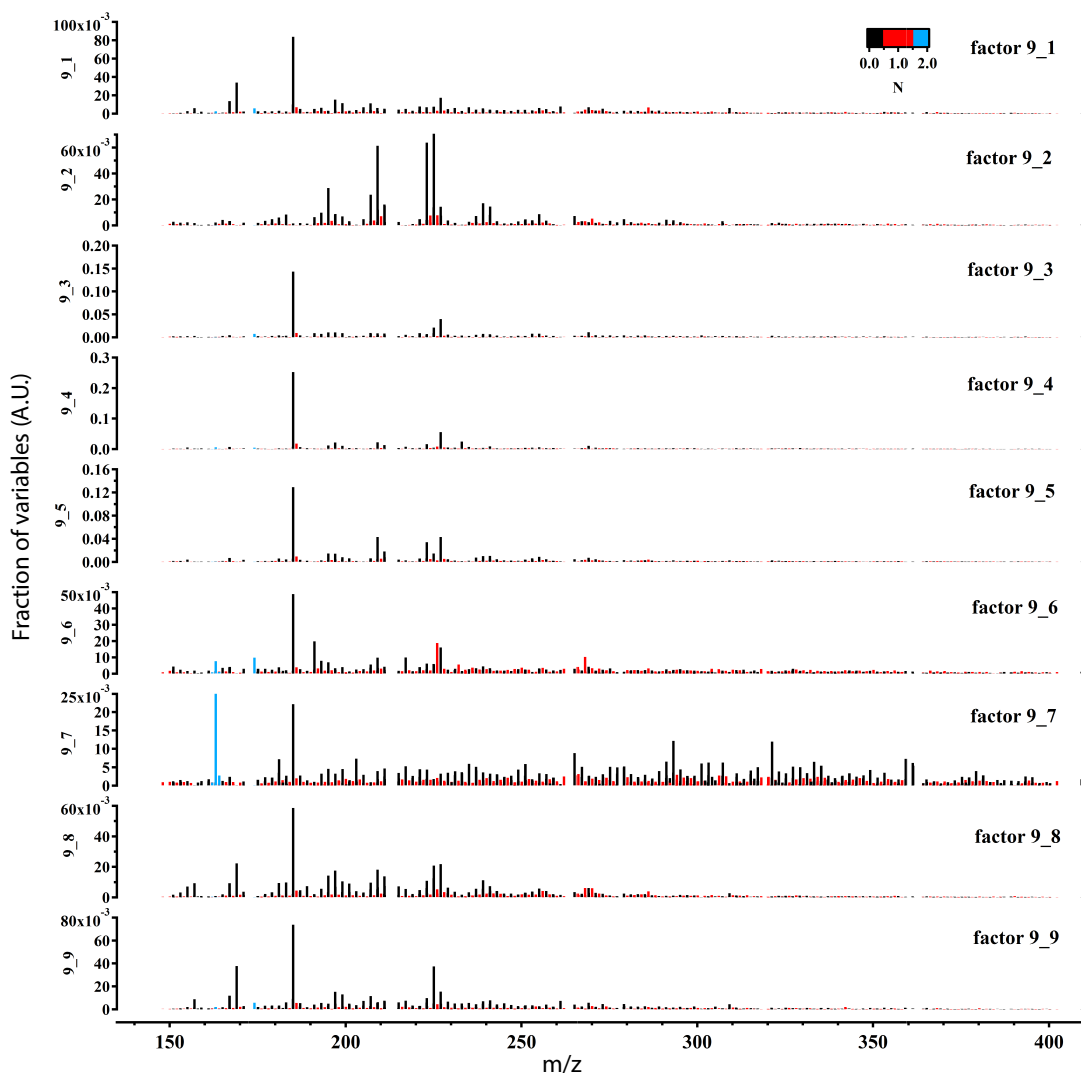 100x10-3
80
60
40
20
0
9_1
factor 9_1
0.0 1.0 2.0
N
60x10-3
40
20
0
9_2
factor 9_2
0.20
0.15
0.10
0.05
0.00
9_3
factor 9_3
0.3
0.2
0.1
0.0
9_4
factor 9_4
0.16
0.12
0.08
0.04
0.00
9_5
factor 9_5
50x10-3
40
30
20
10
0
9_6
factor 9_6
25x10-3
20
15
10
5
0
9_7
factor 9_7
60x10-3
40
20
0
9_8
factor 9_8
80x10-3
60
40
20
0
9_9
factor 9_9
Fraction of variables (A.U.)
150 200 250 300 350 400
m/z